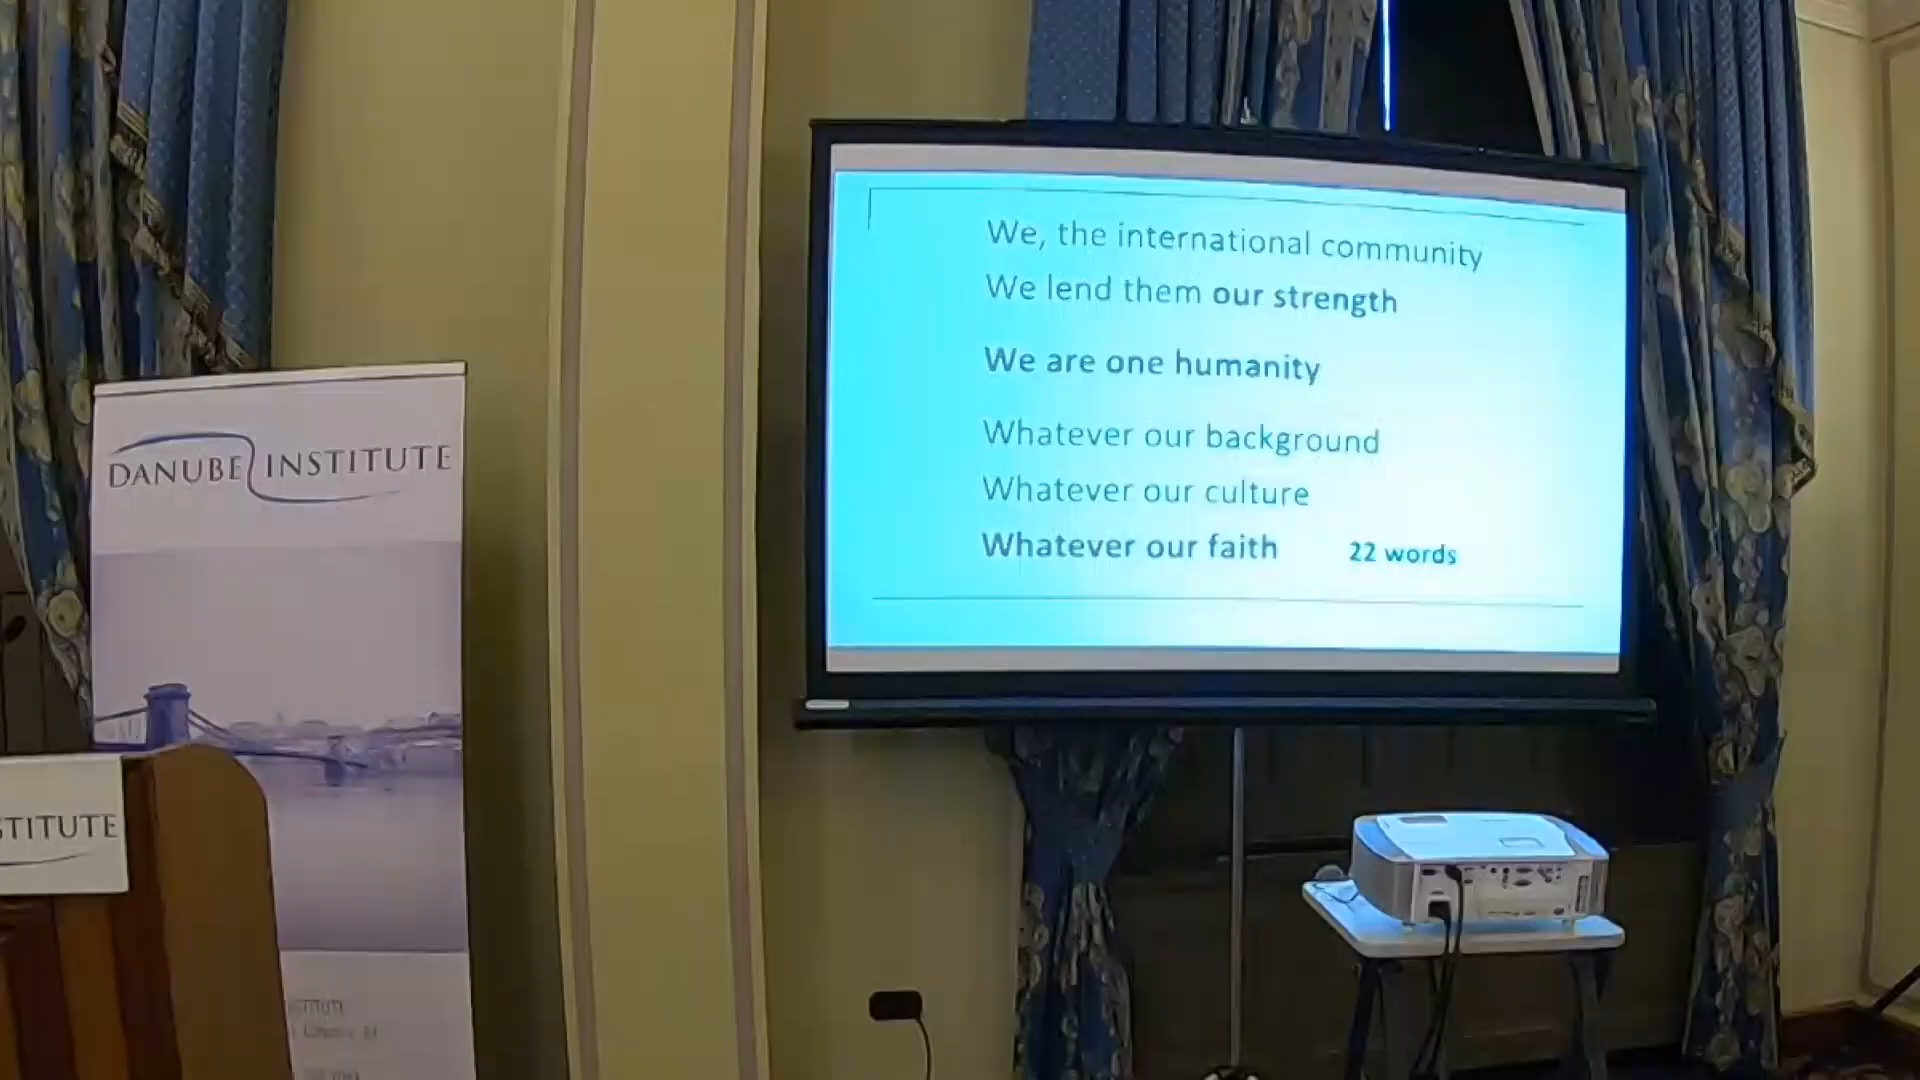 DANUBE INSTITUTE
STITUTE
We, the international community
We lend them our strength
We are one humanity
Whatever our background
Whatever our culture
Whatever our faith 22 words